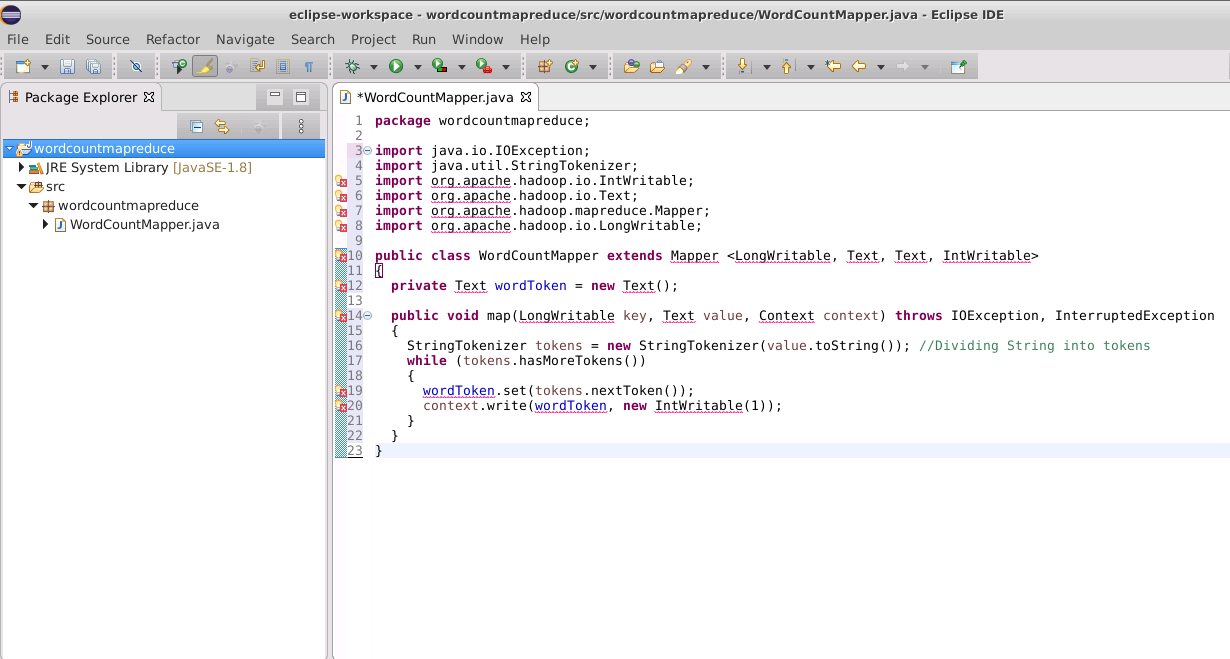 eclipse-workspace - wordcountmapreduce/src/wordcountmapreduce/WordCountMapper.java - Eclipse IDE
File Edit Source Refactor Navigate Search Project Run Window Help
Package Explorer
wordcountmapreduce
JRE System Library [JavaSE-1.8]
src
wordcountmapreduce
WordCountMapper.java
*WordCountMapper.java
1 package wordcountmapreduce;
2
3 import java.io.IOException;
4 import java.util.StringTokenizer;
5 import org.apache.hadoop.io.IntWritable;
6 import org.apache.hadoop.io.Text;
7 import org.apache.hadoop.mapreduce.Mapper;
8 import org.apache.hadoop.io.LongWritable;
9
10 public class WordCountMapper extends Mapper <LongWritable, Text, Text, IntWritable>
11 {
12 private Text wordToken = new Text();
13
14 public void map(LongWritable key, Text value, Context context) throws IOException, InterruptedException
15 {
16 StringTokenizer tokens = new StringTokenizer(value.toString()); //Dividing String into tokens
17 while (tokens.hasMoreTokens())
18 {
19 wordToken.set(tokens.nextToken());
20 context.write(wordToken, new IntWritable(1));
21 }
22 }
23 }